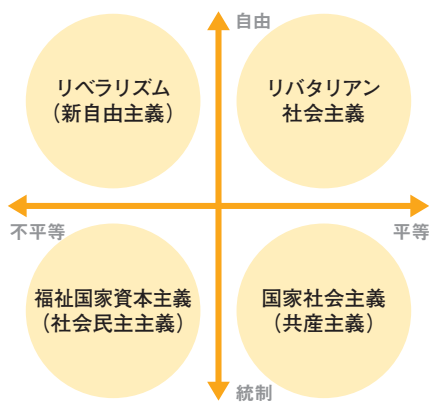 自由
リベラリズム
（新自由主義）
リバタリアン
社会主義
不平等
平等
福祉国家資本主義
（社会民主主義）
国家社会主義
（共産主義）
統制